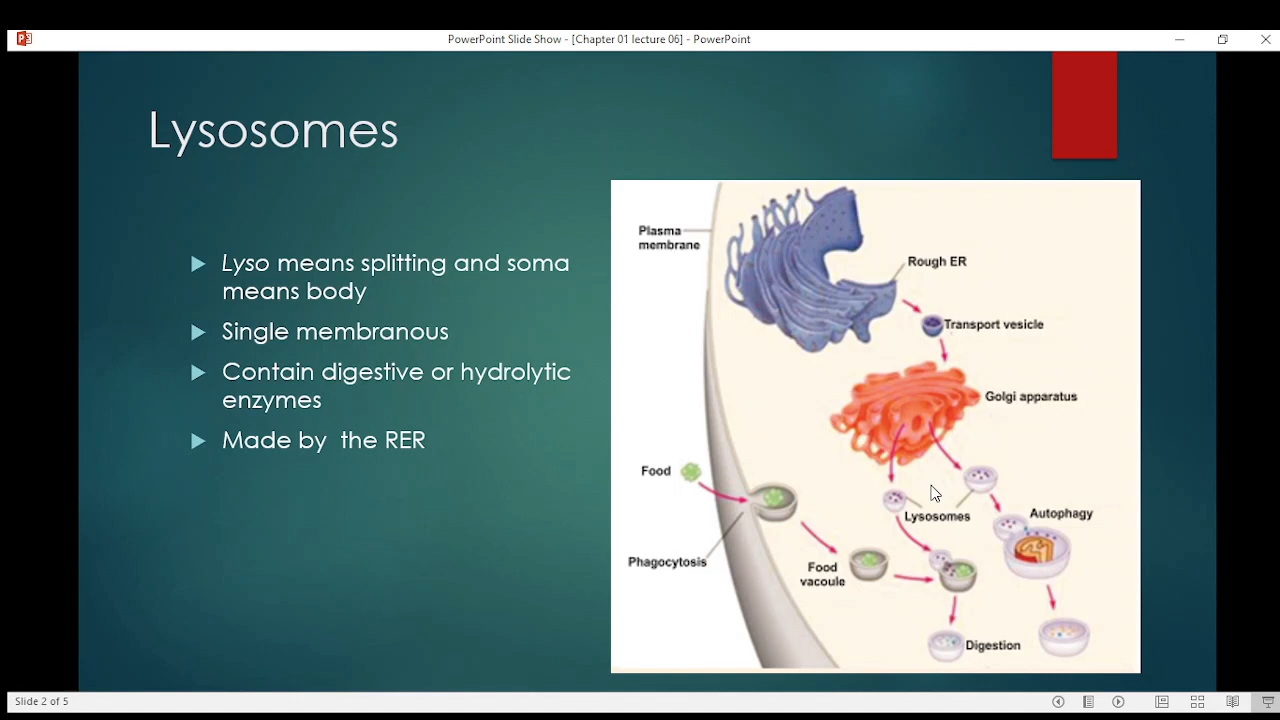 PowerPoint Slide Show - [Chapter 01 lecture 06] - PowerPoint
Lysosomes
Lyso means splitting and soma
means body
Single membranous
Contain digestive or hydrolytic
enzymes
Made by the RER
Plasma
membrane
Rough ER
Transport vesicle
Golgi apparatus
Food
Lysosomes
Autophagy
Phagocytosis
Food
vacoule
Digestion
Slide 2 of 5